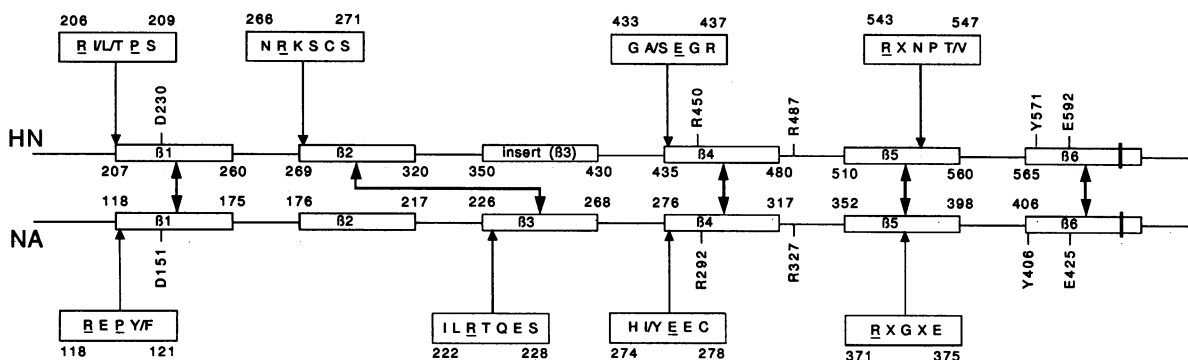 206 209 266 271 433 437 543 547
R I/L/T P S N R K S C S G A/S E G R R X N P T/V
D230 R450 R487 Y571 E592
HN ß1 ß2 insert (ß3) ß4 ß5 ß6
207 260 269 320 350 430 435 480 510 560 565
118 175 176 217 226 268 276 317 352 398 406
NA ß1 ß2 ß3 ß4 ß5 ß6
D151 R292 R327 Y406 E425
R E P Y/F I L R T Q E S H I/Y E E C R X G X E
118 121 222 228 274 278 371 375